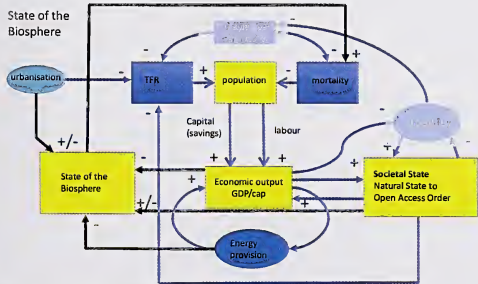 State of the
Biosphere
urbanisation
TFR
population
mortality
Capital
(savings)
labour
State of the
Biosphere
Economic output
GDP/cap
Societal State
Natural State to
Open Access Order
Energy
provision
-
-
-
+
-
+
-
-
+/-
-
+
+
+
+
+
-
+
+/-
+
-
+
+